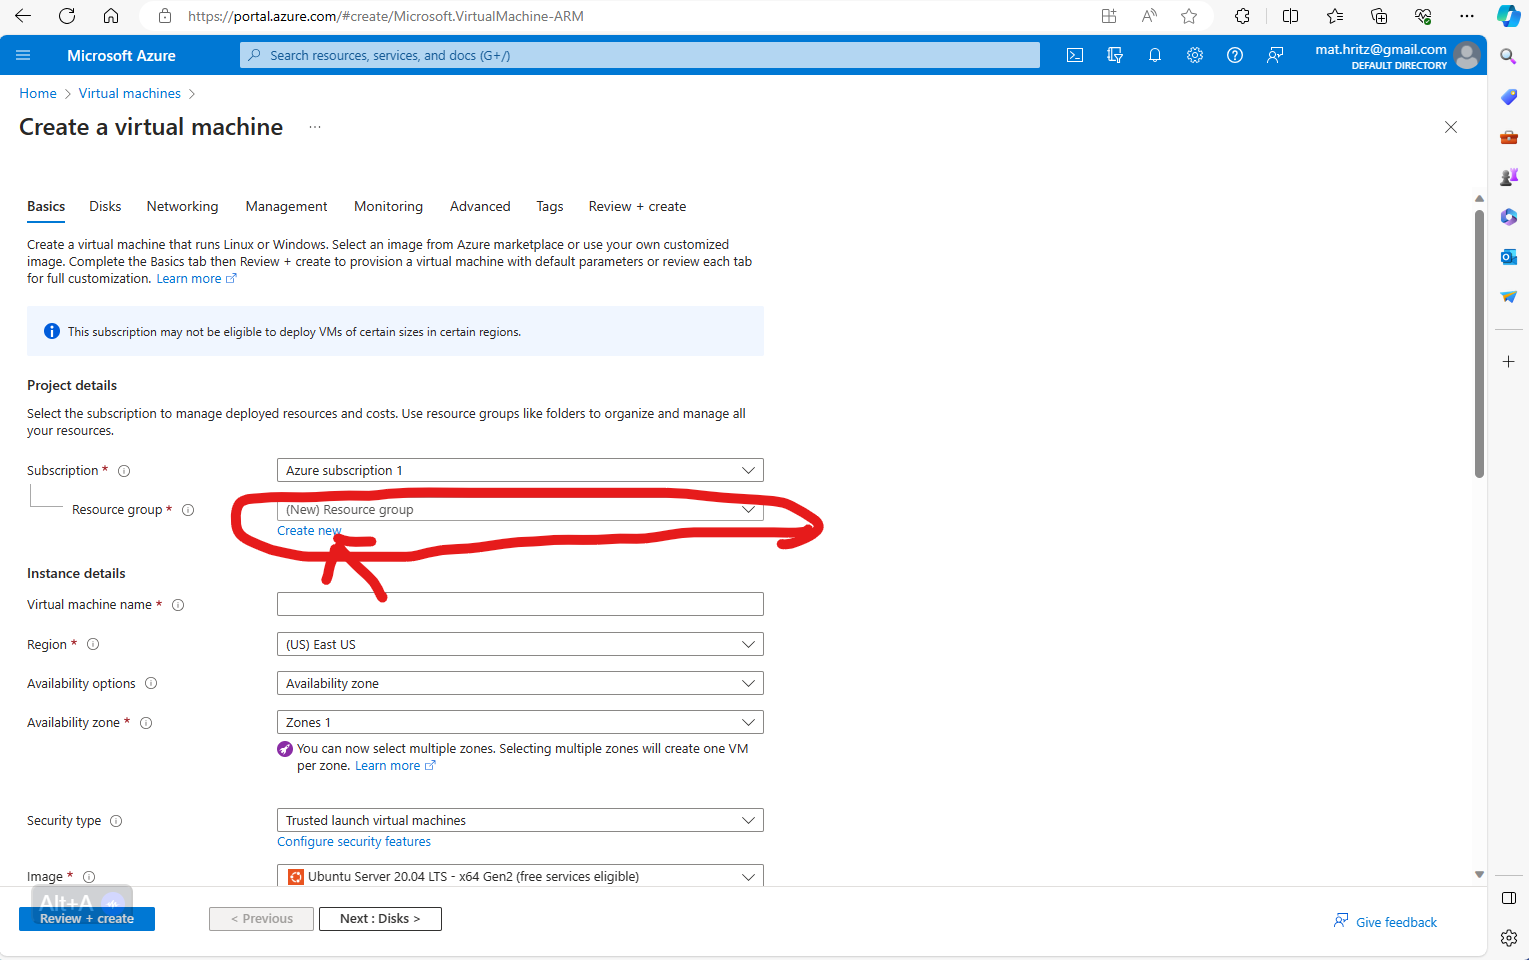 https://portal.azure.com/#create/Microsoft.VirtualMachine-ARM
Microsoft Azure
Search resources, services, and docs (G+/)
mat.hritz@gmail.com
DEFAULT DIRECTORY
Home > Virtual machines >
Create a virtual machine ...
Basics Disks Networking Management Monitoring Advanced Tags Review + create
Create a virtual machine that runs Linux or Windows. Select an image from Azure marketplace or use your own customized
image. Complete the Basics tab then Review + create to provision a virtual machine with default parameters or review each tab
for full customization. Learn more
This subscription may not be eligible to deploy VMs of certain sizes in certain regions.
Project details
Select the subscription to manage deployed resources and costs. Use resource groups like folders to organize and manage all
your resources.
Subscription * Azure subscription 1
Resource group * (New) Resource group
Create new
Instance details
Virtual machine name *
Region * (US) East US
Availability options Availability zone
Availability zone * Zones 1
You can now select multiple zones. Selecting multiple zones will create one VM
per zone. Learn more
Security type Trusted launch virtual machines
Configure security features
Image * Ubuntu Server 20.04 LTS - x64 Gen2 (free services eligible)
Alt+A
Review + create < Previous Next : Disks > Give feedback